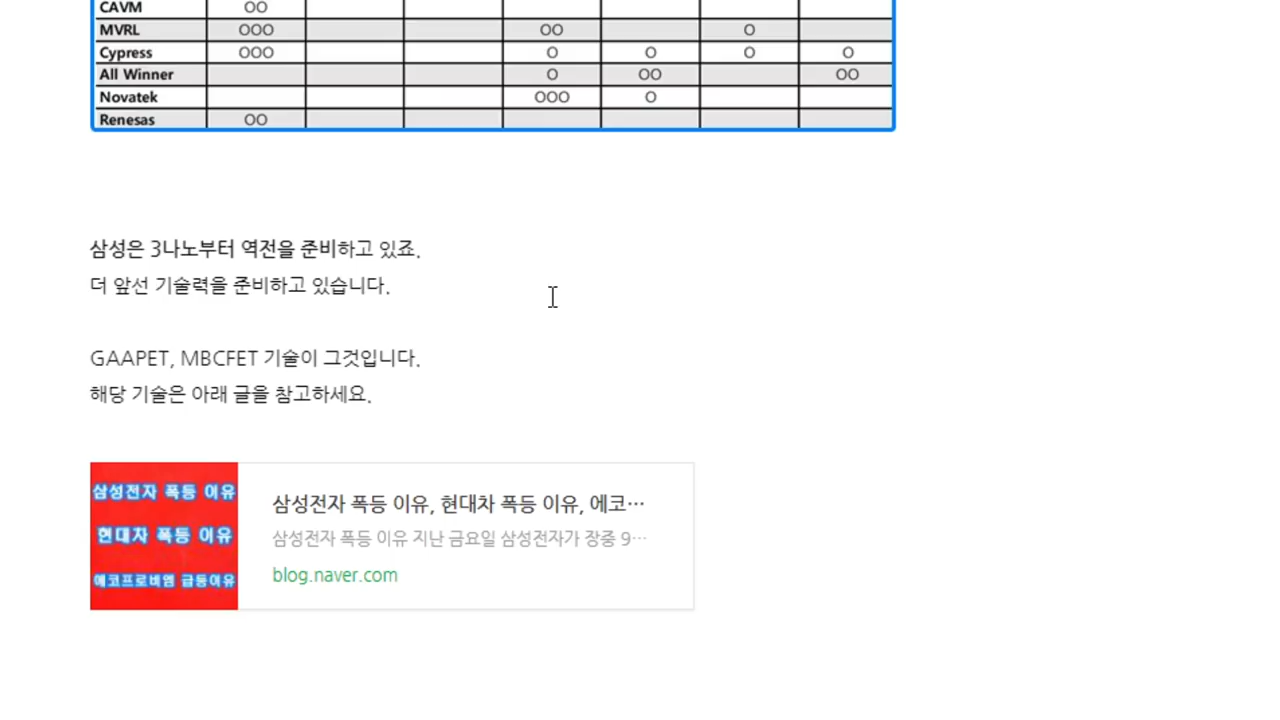 CAVM OO
MVRL OOO OO O
Cypress OOO O O O O
All Winner O OO OO
Novatek OOO O
Renesas OO
삼성은 3나노부터 역전을 준비하고 있죠.
더 앞선 기술력을 준비하고 있습니다.
GAAPET, MBCFET 기술이 그것입니다.
해당 기술은 아래 글을 참고하세요.
삼성전자 폭등 이유
현대차 폭등 이유
에코프로비엠 급등이유
삼성전자 폭등 이유, 현대차 폭등 이유, 에코…
삼성전자 폭등 이유 지난 금요일 삼성전자가 장중 9…
blog.naver.com